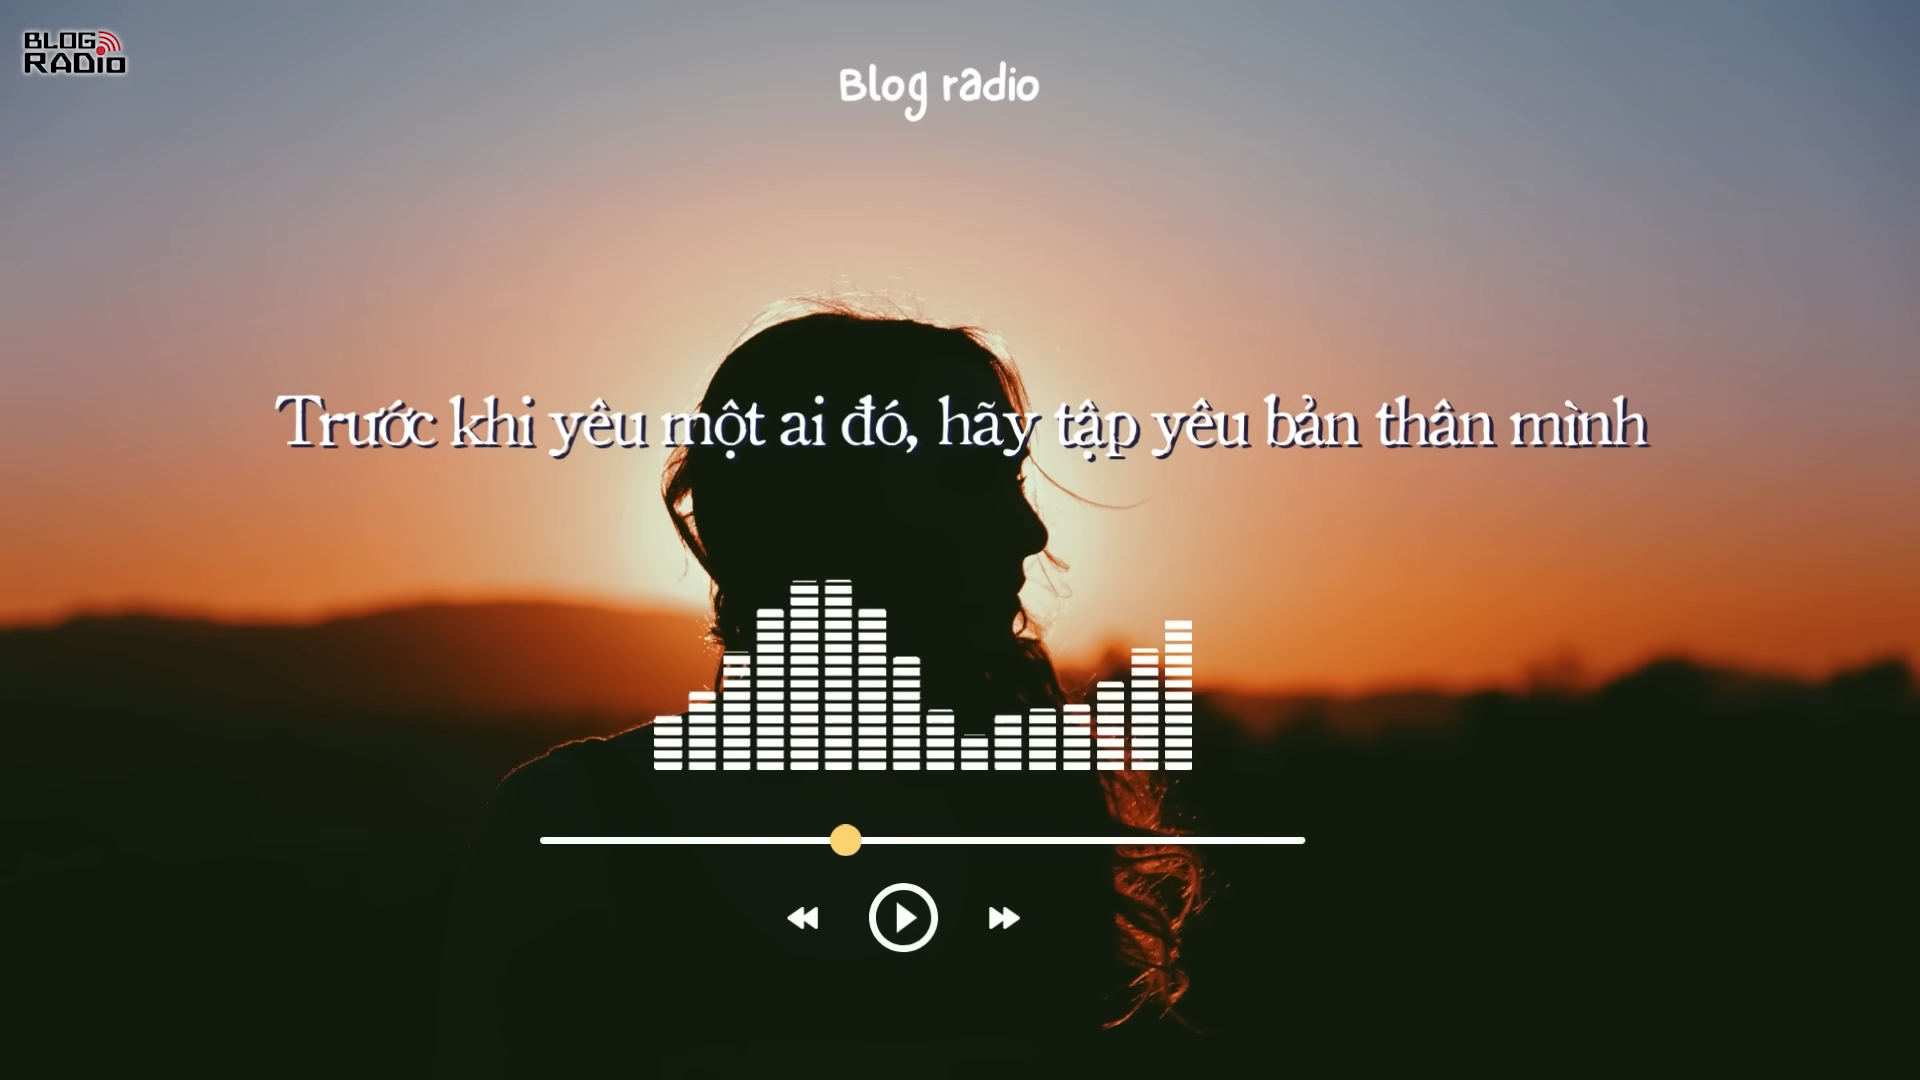 BLOG
RADiO
Blog radio
Trước khi yêu một ai đó, hãy tập yêu bản thân mình